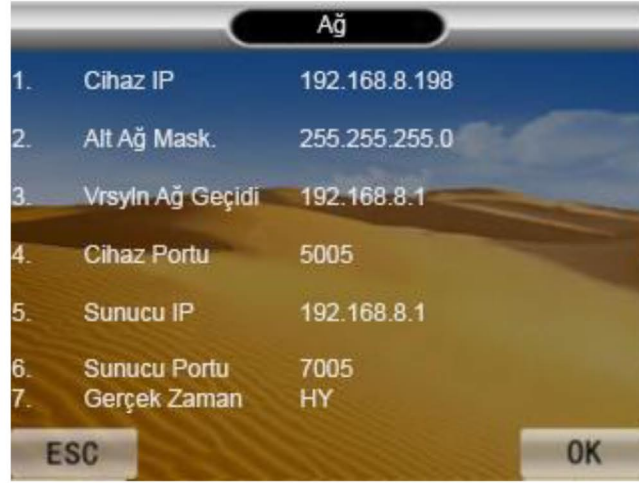 Ağ
1. Cihaz IP 192.168.8.198
2. Alt Ağ Mask. 255.255.255.0
3. Vrsyln Ağ Geçidi 192.168.8.1
4. Cihaz Portu 5005
5. Sunucu IP 192.168.8.1
6. Sunucu Portu 7005
7. Gerçek Zaman HY
ESC OK